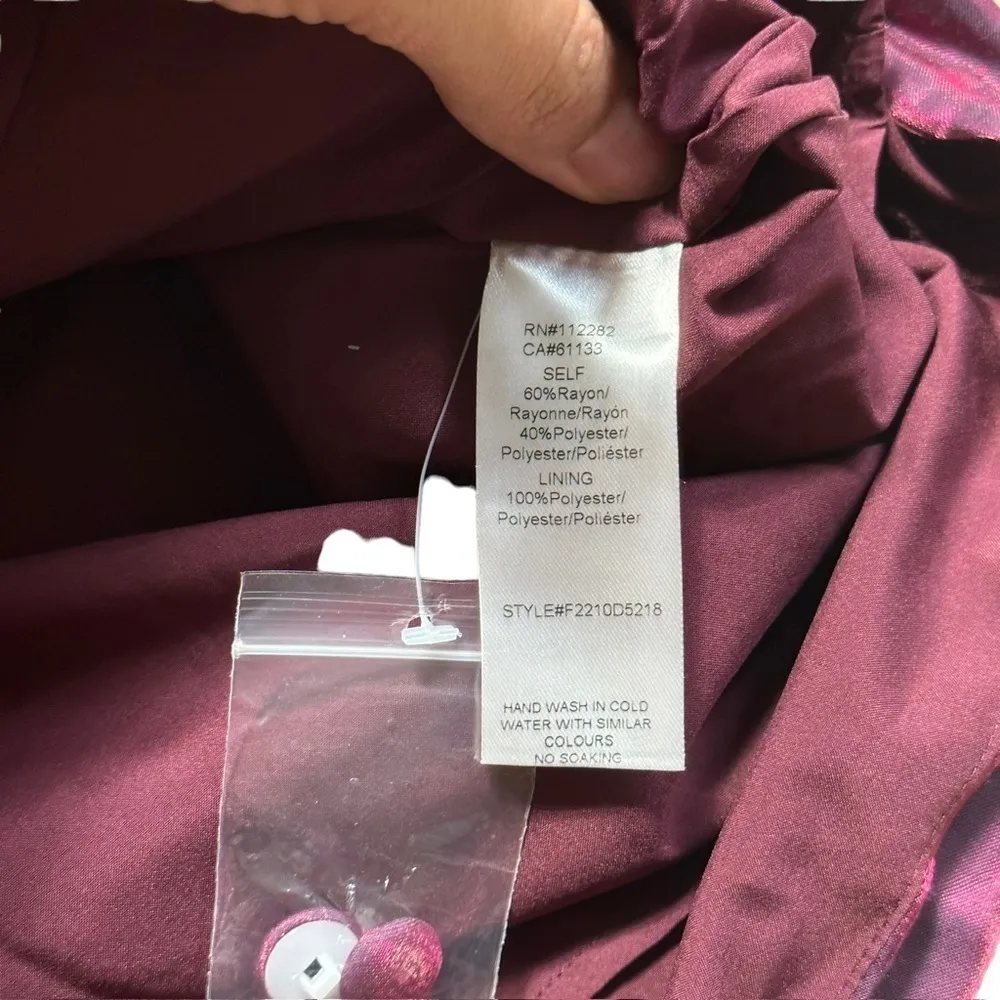 RN#112282
CA#61133
SELF
60%Rayon/
Rayonne/Rayón
40%Polyester/
Polyester/Poliéster
LINING
100%Polyester/
Polyester/Poliéster
STYLE#F2210D5218
HAND WASH IN COLD
WATER WITH SIMILAR
COLOURS
NO SOAKING